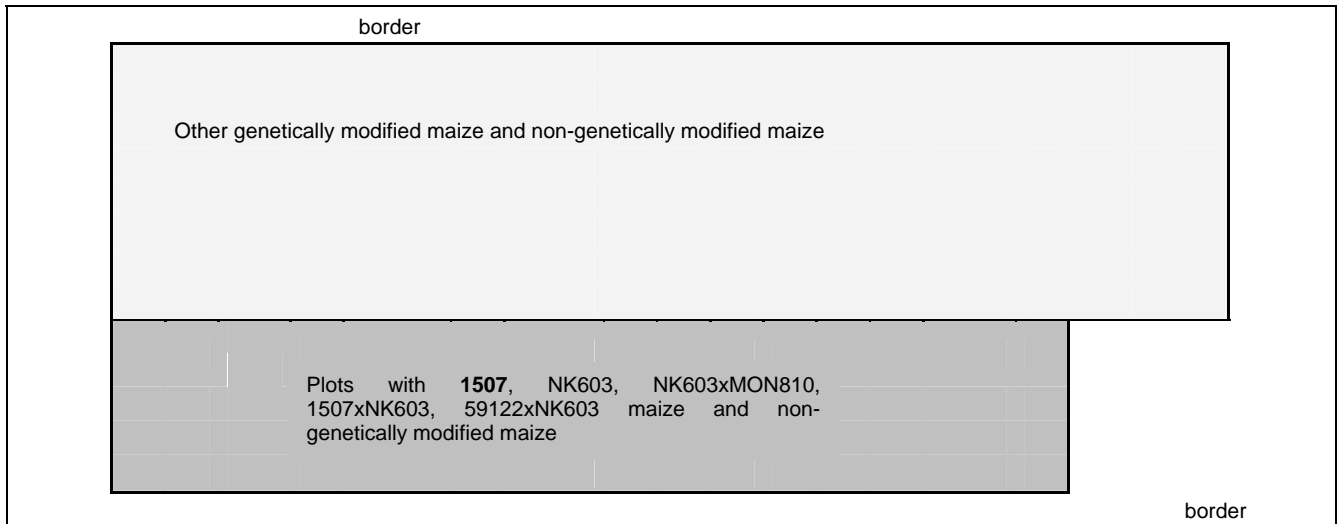 border
Other genetically modified maize and non-genetically modified maize
Plots with 1507, NK603, NK603xMON810,
1507xNK603, 59122xNK603 maize and non-
genetically modified maize
border